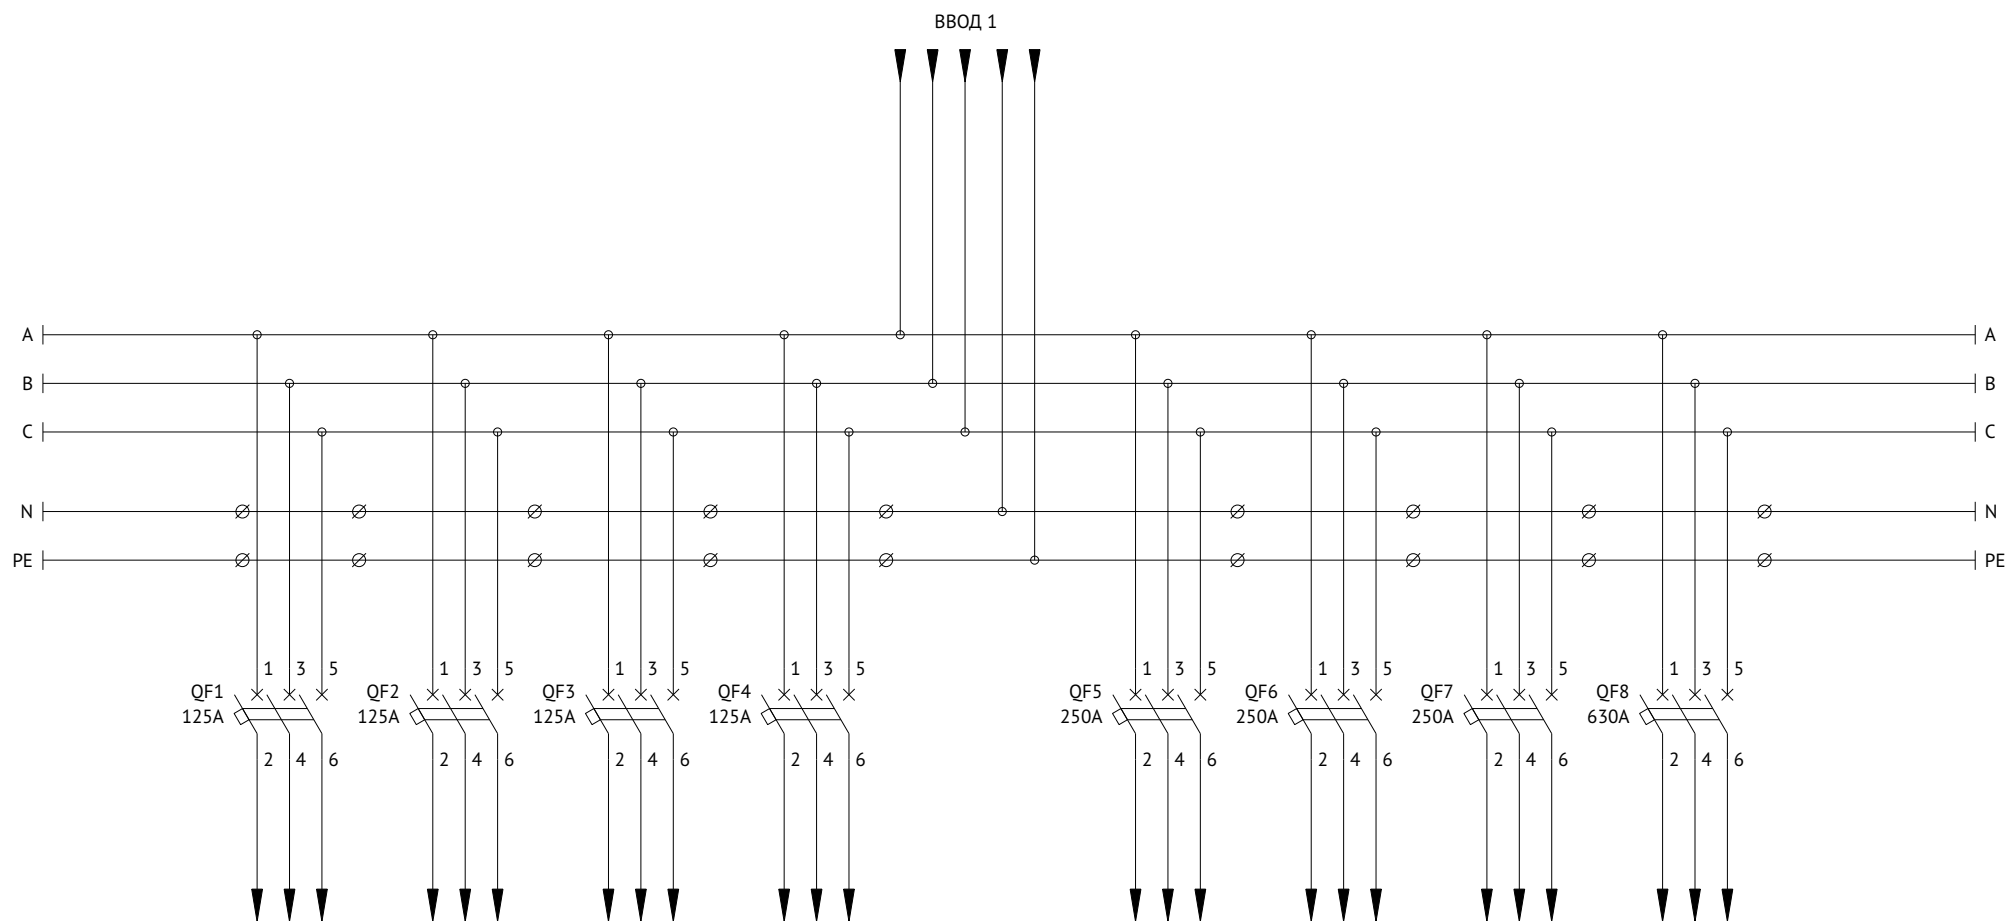 ВВОД 1
A A
B B
C C
N N
PE PE
1 3 5 1 3 5 1 3 5 1 3 5 1 3 5 1 3 5 1 3 5 1 3 5
QF1 QF2 QF3 QF4 QF5 QF6 QF7 QF8
125A 125A 125A 125A 250A 250A 250A 630A
2 4 6 2 4 6 2 4 6 2 4 6 2 4 6 2 4 6 2 4 6 2 4 6